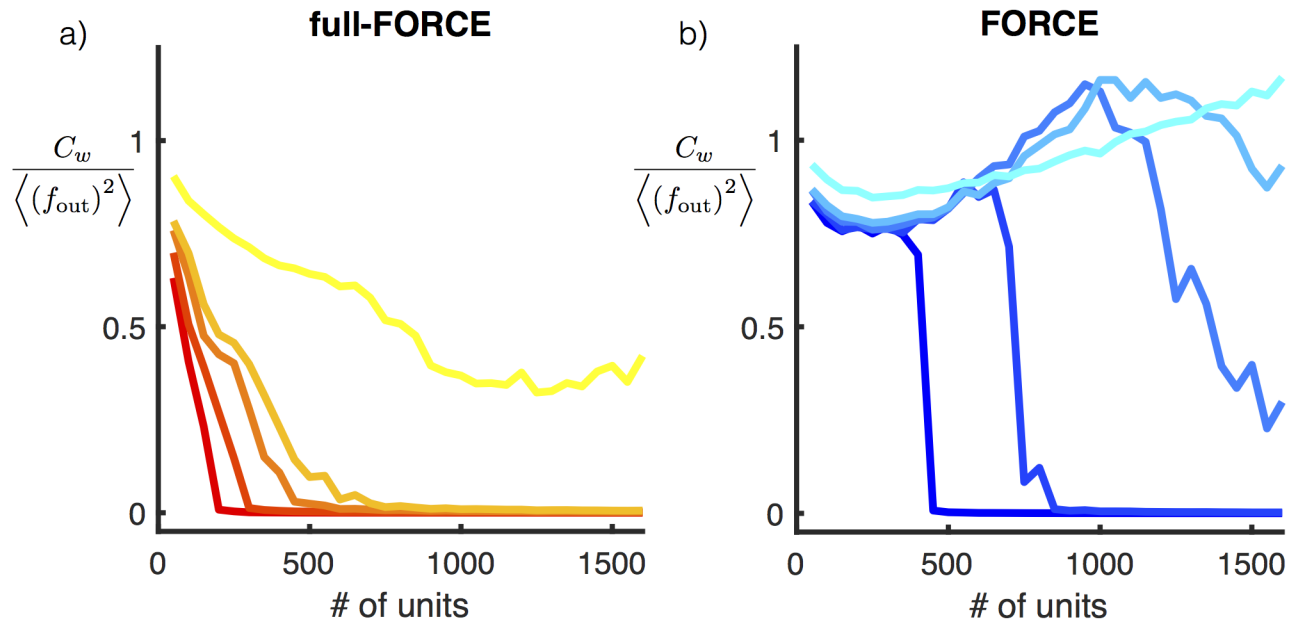 a) full-FORCE
C_w
⟨(f_out)^2⟩
1
0.5
0
0 500 1000 1500
# of units
b) FORCE
C_w
⟨(f_out)^2⟩
1
0.5
0
0 500 1000 1500
# of units